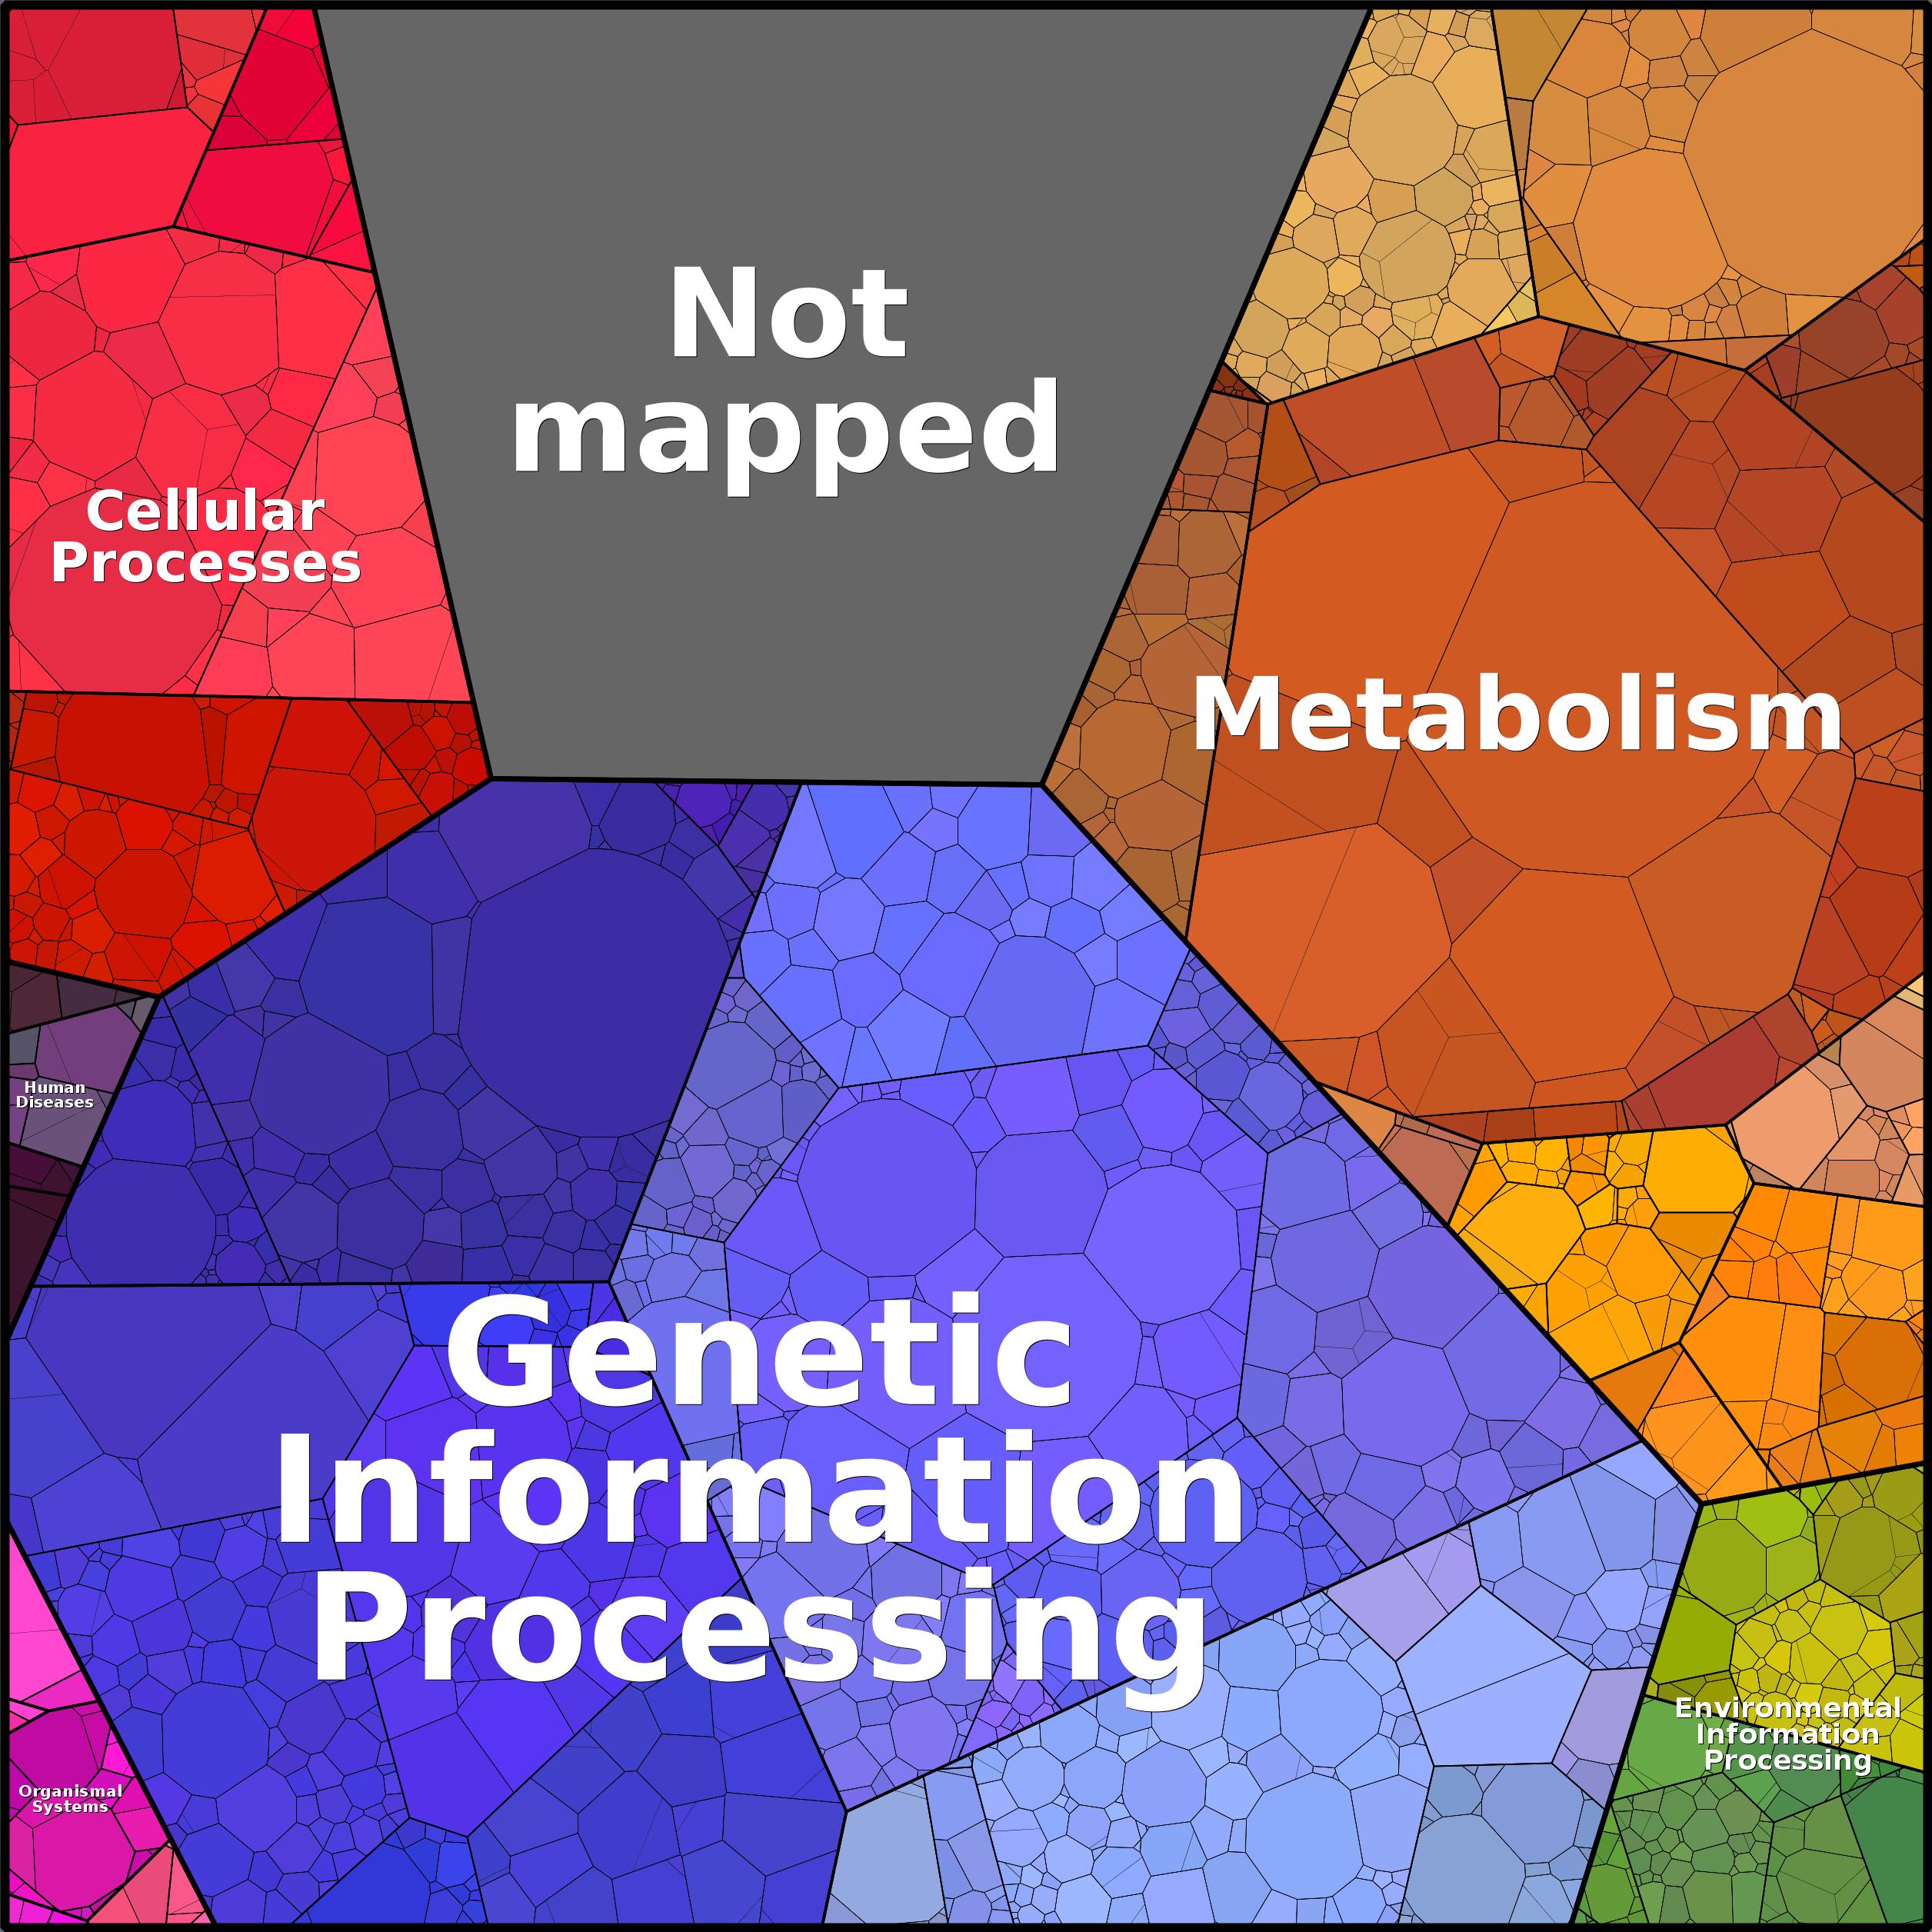 Not
mapped
Cellular
Processes
Metabolism
Human
Diseases
Genetic
Information
Processing
Environmental
Information
Processing
Organismal
Systems